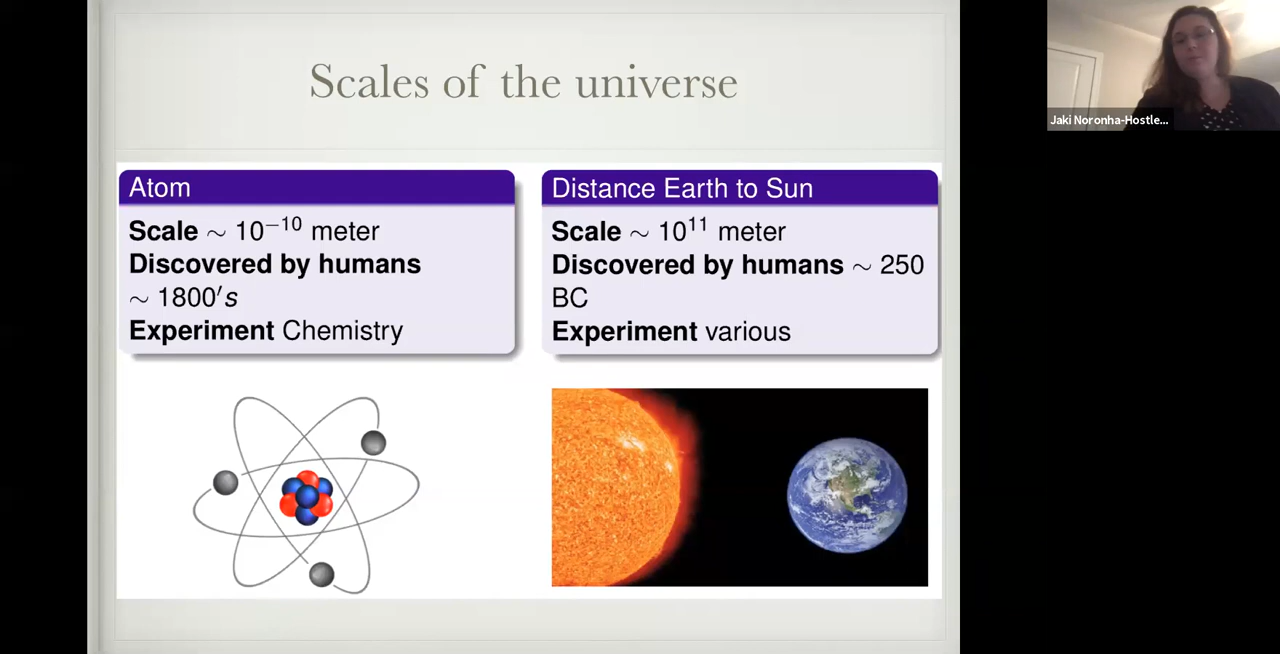 Scales of the universe
Jaki Noronha-Hostle...
Atom
Scale ~ 10⁻¹⁰ meter
Discovered by humans
~ 1800's
Experiment Chemistry
Distance Earth to Sun
Scale ~ 10¹¹ meter
Discovered by humans ~ 250
BC
Experiment various